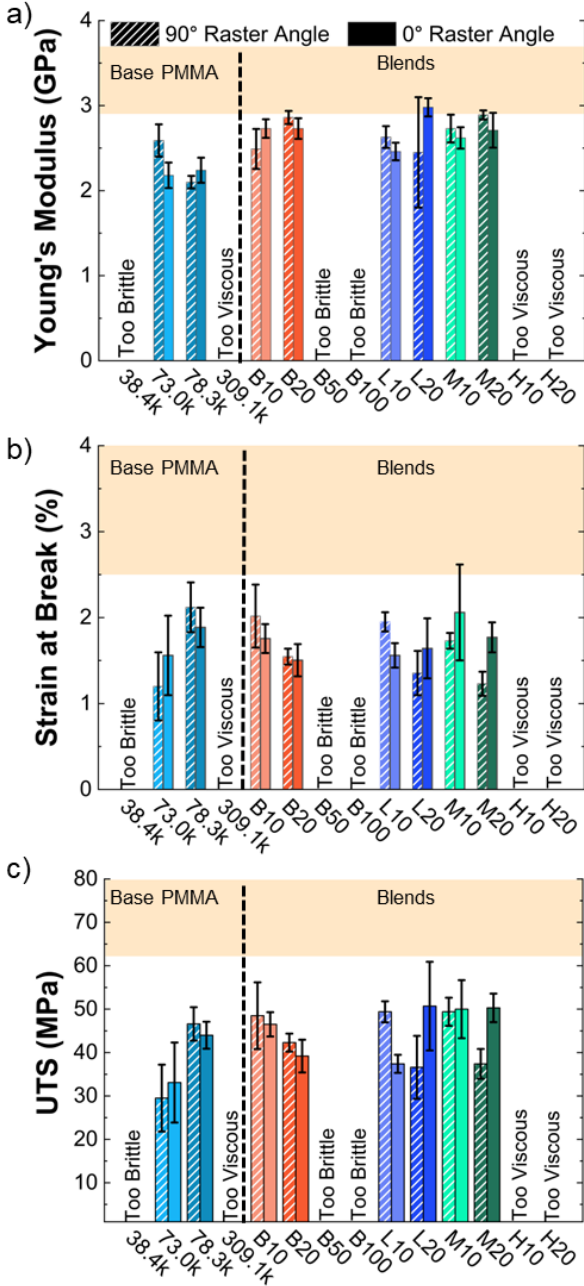 a)
90° Raster Angle
0° Raster Angle
Base PMMA
Blends
Young's Modulus (GPa)
4
3
2
1
0
Too Brittle
Too Viscous
Too Brittle
Too Brittle
Too Viscous
Too Viscous
38.4k
73.0k
78.3k
309.1k
B10
B20
B50
B100
L10
L20
M10
M20
H10
H20
b)
Base PMMA
Blends
Strain at Break (%)
4
3
2
1
0
Too Brittle
Too Viscous
Too Brittle
Too Brittle
Too Viscous
Too Viscous
38.4k
73.0k
78.3k
309.1k
B10
B20
B50
B100
L10
L20
M10
M20
H10
H20
c)
Base PMMA
Blends
UTS (MPa)
80
70
60
50
40
30
20
10
Too Brittle
Too Viscous
Too Brittle
Too Brittle
Too Viscous
Too Viscous
38.4k
73.0k
78.3k
309.1k
B10
B20
B50
B100
L10
L20
M10
M20
H10
H20